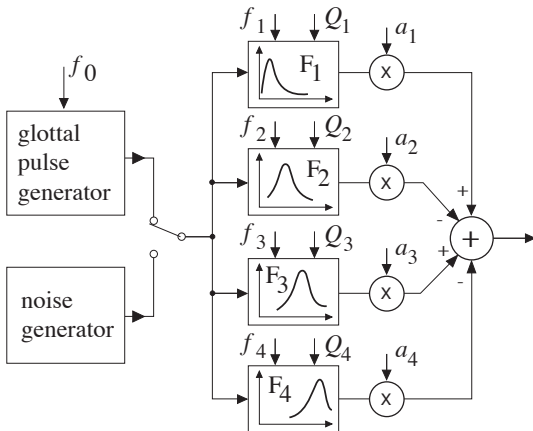 f0
glottal
pulse
generator
noise
generator
f1 Q1 a1
F1
x
f2 Q2 a2
F2
x
f3 Q3 a3
F3
x
f4 Q4 a4
F4
x
+
-
+
+
-